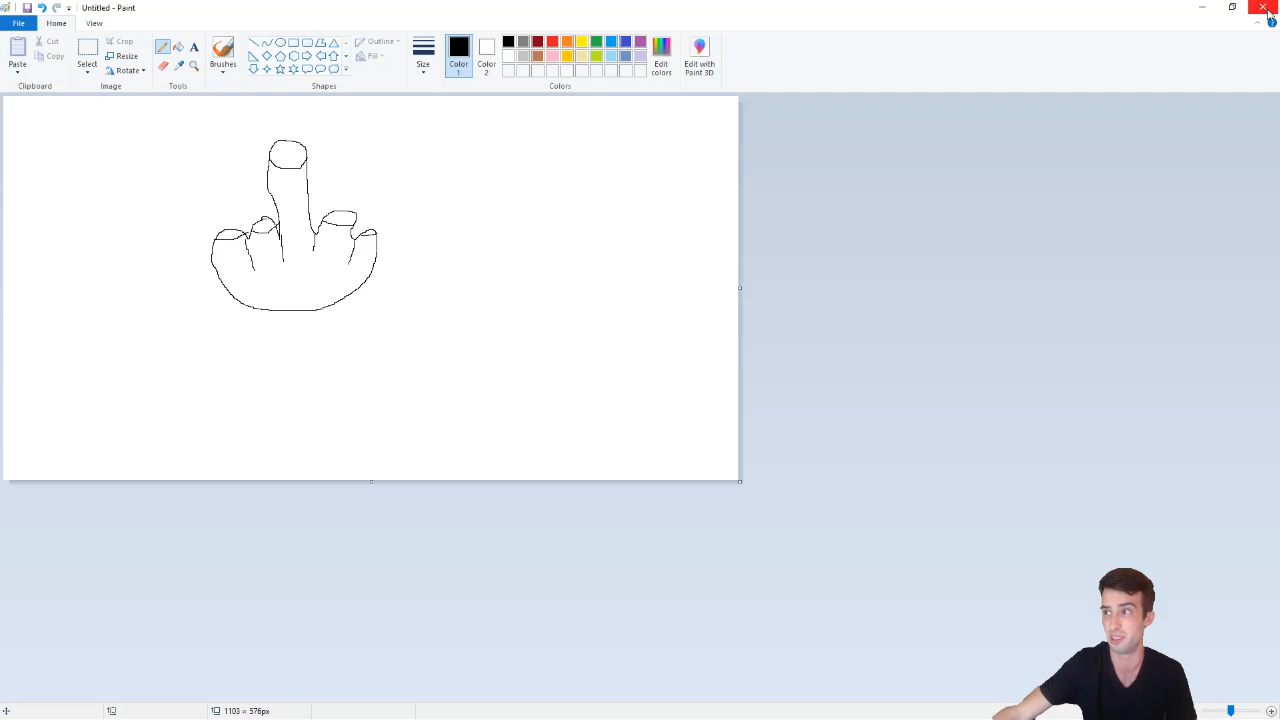 Untitled - Paint
File Home View
Paste
Cut
Copy
Clipboard
Select
Crop
Resize
Rotate
Image
A
Tools
Brushes
Shapes
Outline
Fill
Size
Color 1
Color 2
Edit colors
Colors
Edit with Paint 3D
1103 × 576px